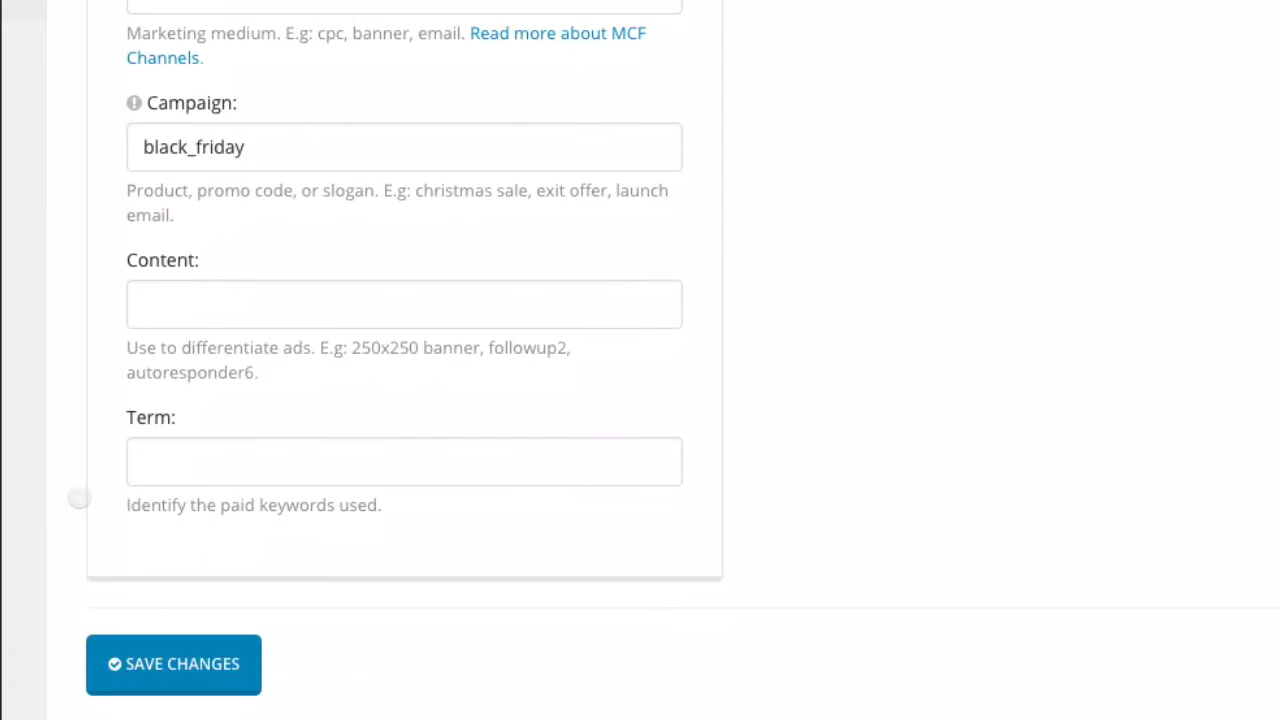 Marketing medium. E.g: cpc, banner, email. Read more about MCF
Channels.
Campaign:
black_friday
Product, promo code, or slogan. E.g: christmas sale, exit offer, launch
email.
Content:
Use to differentiate ads. E.g: 250x250 banner, followup2,
autoresponder6.
Term:
Identify the paid keywords used.
SAVE CHANGES